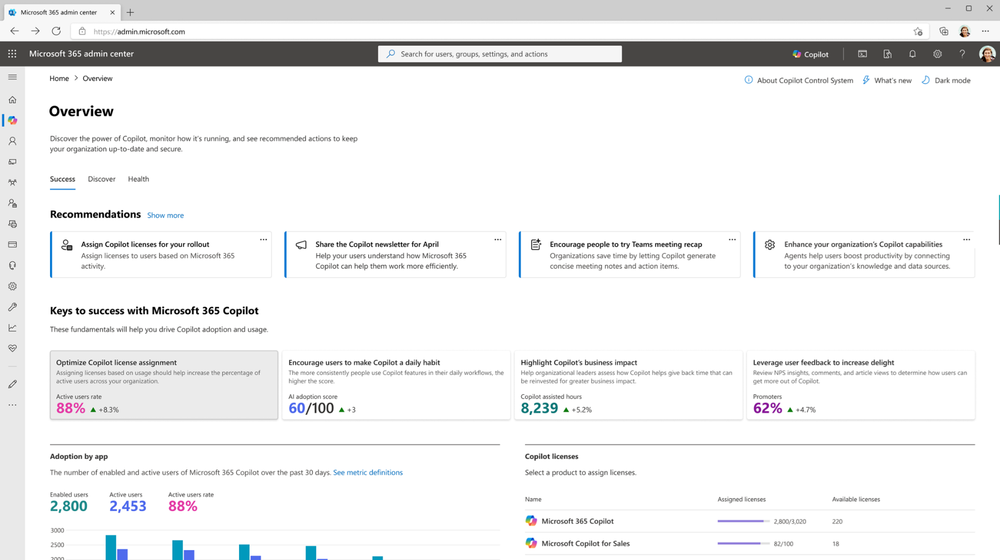 Microsoft 365 admin center
https://admin.microsoft.com
Microsoft 365 admin center
Search for users, groups, settings, and actions
Copilot
Home > Overview
About Copilot Control System
What's new
Dark mode
Overview
Discover the power of Copilot, monitor how it's running, and see recommended actions to keep
your organization up-to-date and secure.
Success
Discover
Health
Recommendations
Show more
Assign Copilot licenses for your rollout
Assign licenses to users based on Microsoft 365
activity.
Share the Copilot newsletter for April
Help your users understand how Microsoft 365
Copilot can help them work more efficiently.
Encourage people to try Teams meeting recap
Organizations save time by letting Copilot generate
concise meeting notes and action items.
Enhance your organization's Copilot capabilities
Agents help users boost productivity by connecting
to your organization's knowledge and data sources.
Keys to success with Microsoft 365 Copilot
These fundamentals will help you drive Copilot adoption and usage.
Optimize Copilot license assignment
Assigning licenses based on usage should help increase the percentage of
active users across your organization.
Active users rate
88% ▲ +8.3%
Encourage users to make Copilot a daily habit
The more consistently people use Copilot features in their daily workflows, the
higher the score.
AI adoption score
60/100 ▲ +3
Highlight Copilot's business impact
Help organizational leaders assess how Copilot helps give back time that can
be reinvested for greater business impact.
Copilot assisted hours
8,239 ▲ +5.2%
Leverage user feedback to increase delight
Review NPS insights, comments, and article views to determine how users can
get more out of Copilot.
Promoters
62% ▲ +4.7%
Adoption by app
The number of enabled and active users of Microsoft 365 Copilot over the past 30 days. See metric definitions
Enabled users
2,800
Active users
2,453
Active users rate
88%
3000
2500
2000
Copilot licenses
Select a product to assign licenses.
Name
Assigned licenses
Available licenses
Microsoft 365 Copilot
2,800/3,020
220
Microsoft Copilot for Sales
82/100
18